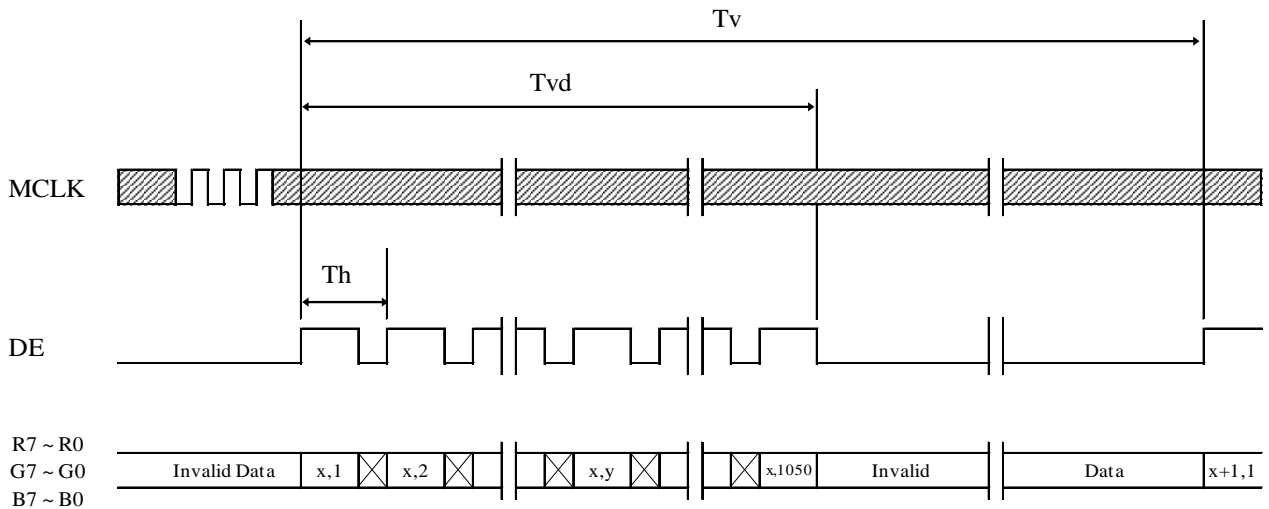 Tv
Tvd
MCLK
Th
DE
R7 ~ R0
G7 ~ G0
B7 ~ B0
Invalid Data x,1 x,2 x,y x,1050 Invalid Data x+1,1